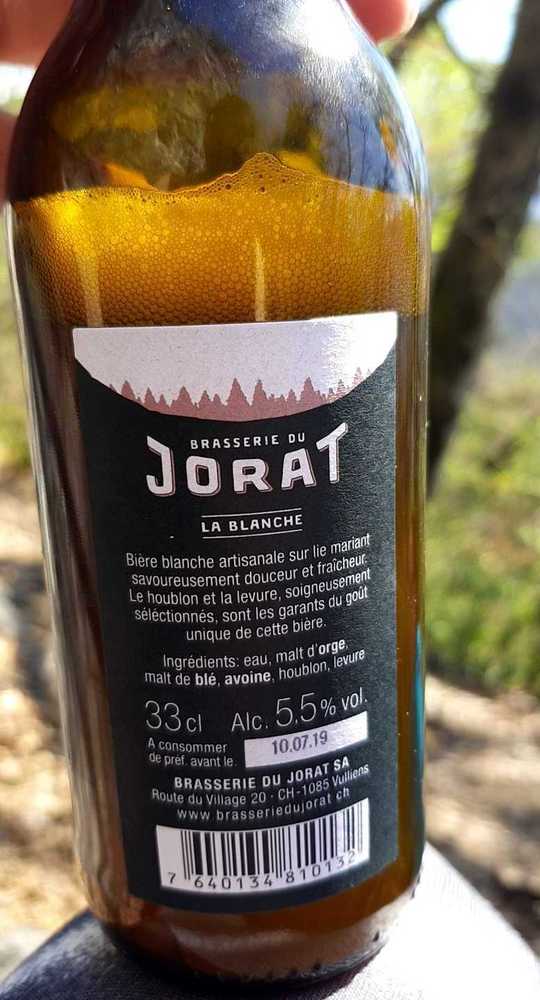 BRASSERIE DU
JORAT
LA BLANCHE
Bière blanche artisanale sur lie mariant
savoureusement douceur et fraîcheur.
Le houblon et la levure, soigneusement
séléctionnés, sont les garants du goût
unique de cette bière.
Ingrédients: eau, malt d'orge,
malt de blé, avoine, houblon, levure
33cl Alc. 5,5% vol.
A consommer
de préf. avant le. 10.07.19
BRASSERIE DU JORAT SA
Route du Village 20 · CH-1085 Vulliens
www.brasseriedujorat.ch
7 640134 810132